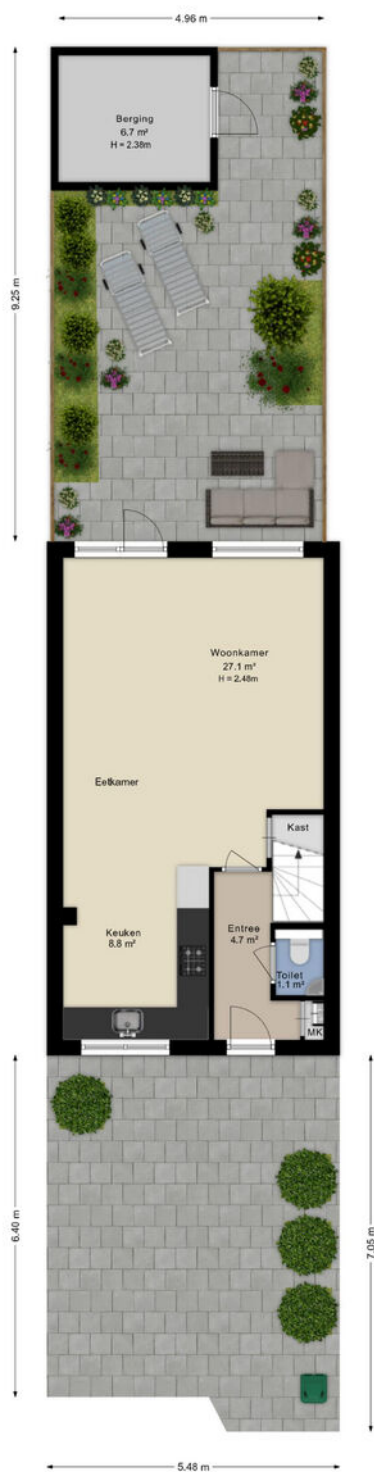 4.96 m
Berging
6.7 m²
H = 2.38m
9.25 m
Woonkamer
27.1 m²
H = 2.48m
Eetkamer
Kast
Keuken
8.8 m²
Entree
4.7 m²
Toilet
1.1 m²
MK
6.40 m
7.05 m
5.48 m